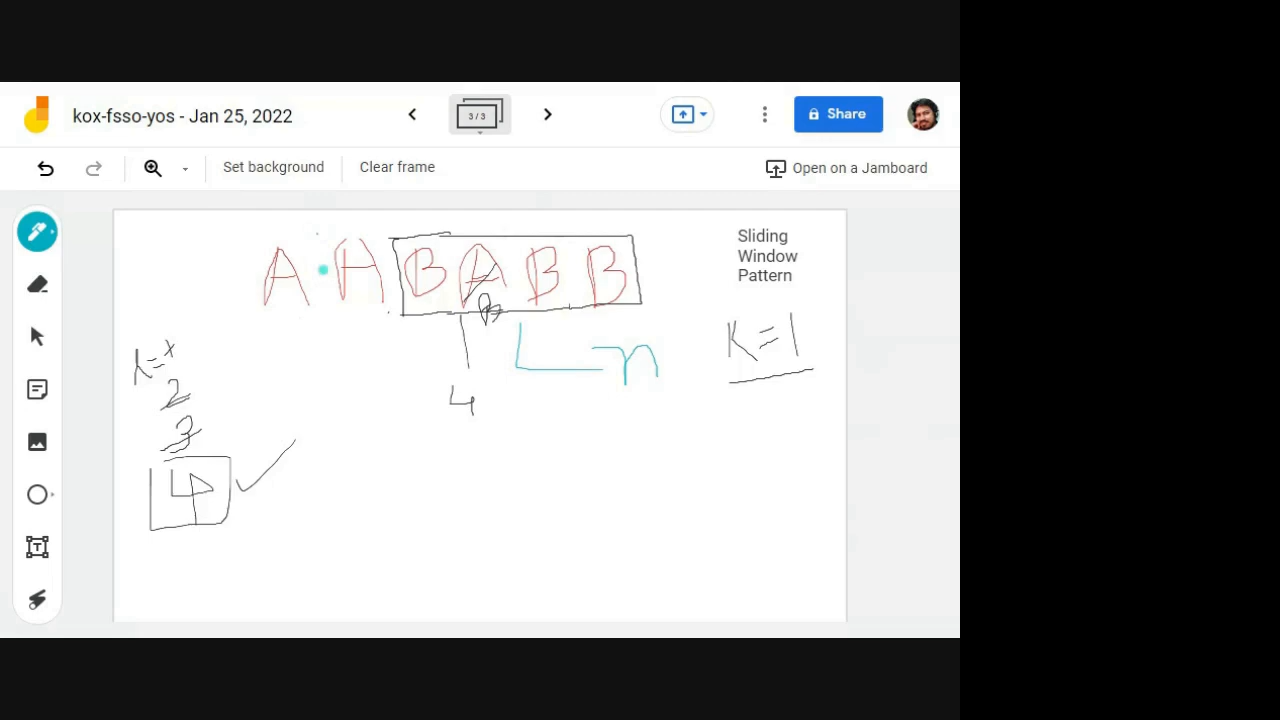 kox-fsso-yos - Jan 25, 2022
3 / 3
Share
Set background
Clear frame
Open on a Jamboard
A A B A B B
B
Sliding
Window
Pattern
K=1
n
4
2
3
4
T